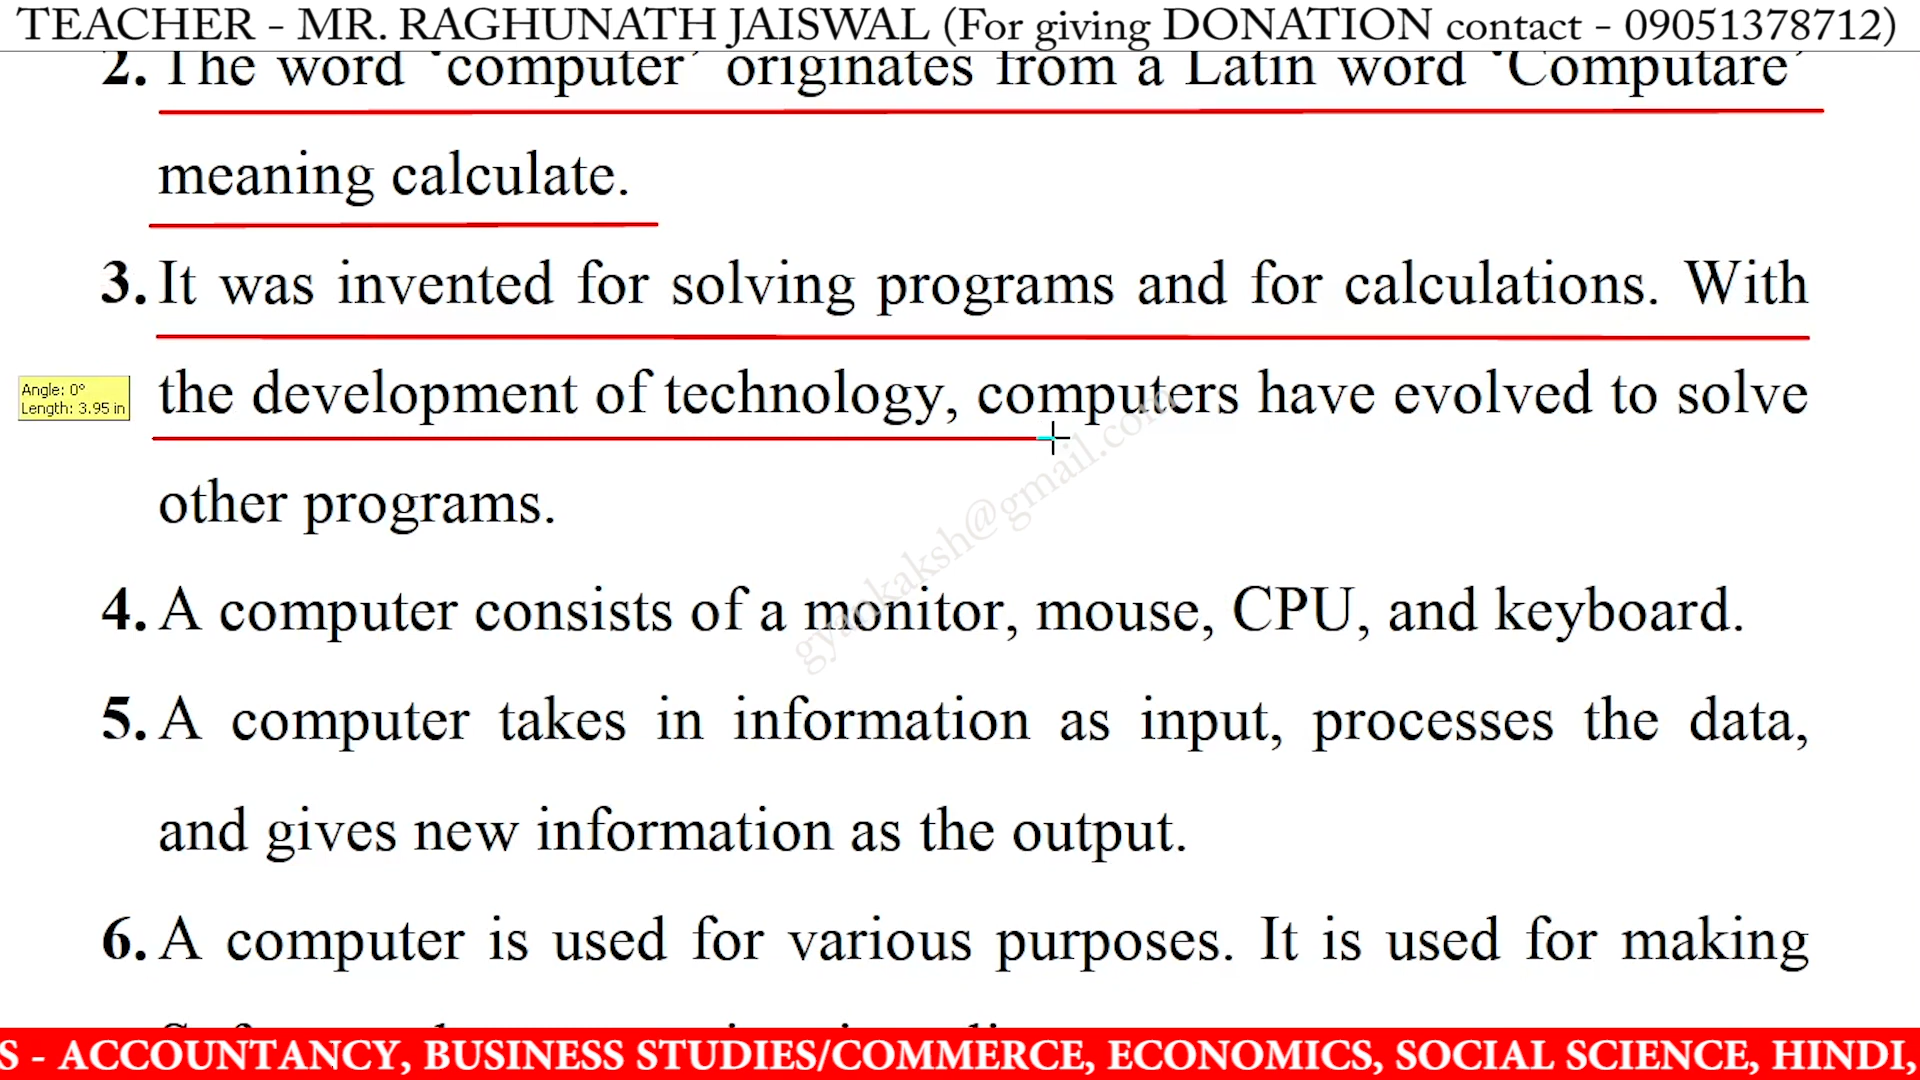 TEACHER - MR. RAGHUNATH JAISWAL (For giving DONATION contact - 09051378712)
2. The word ‘computer’ originates from a Latin word ‘Computare’
meaning calculate.
3. It was invented for solving programs and for calculations. With
Angle: 0°
Length: 3.95 in
the development of technology, computers have evolved to solve
other programs.
gyankaksh@gmail.com
4. A computer consists of a monitor, mouse, CPU, and keyboard.
5. A computer takes in information as input, processes the data,
and gives new information as the output.
6. A computer is used for various purposes. It is used for making
S - ACCOUNTANCY, BUSINESS STUDIES/COMMERCE, ECONOMICS, SOCIAL SCIENCE, HINDI,